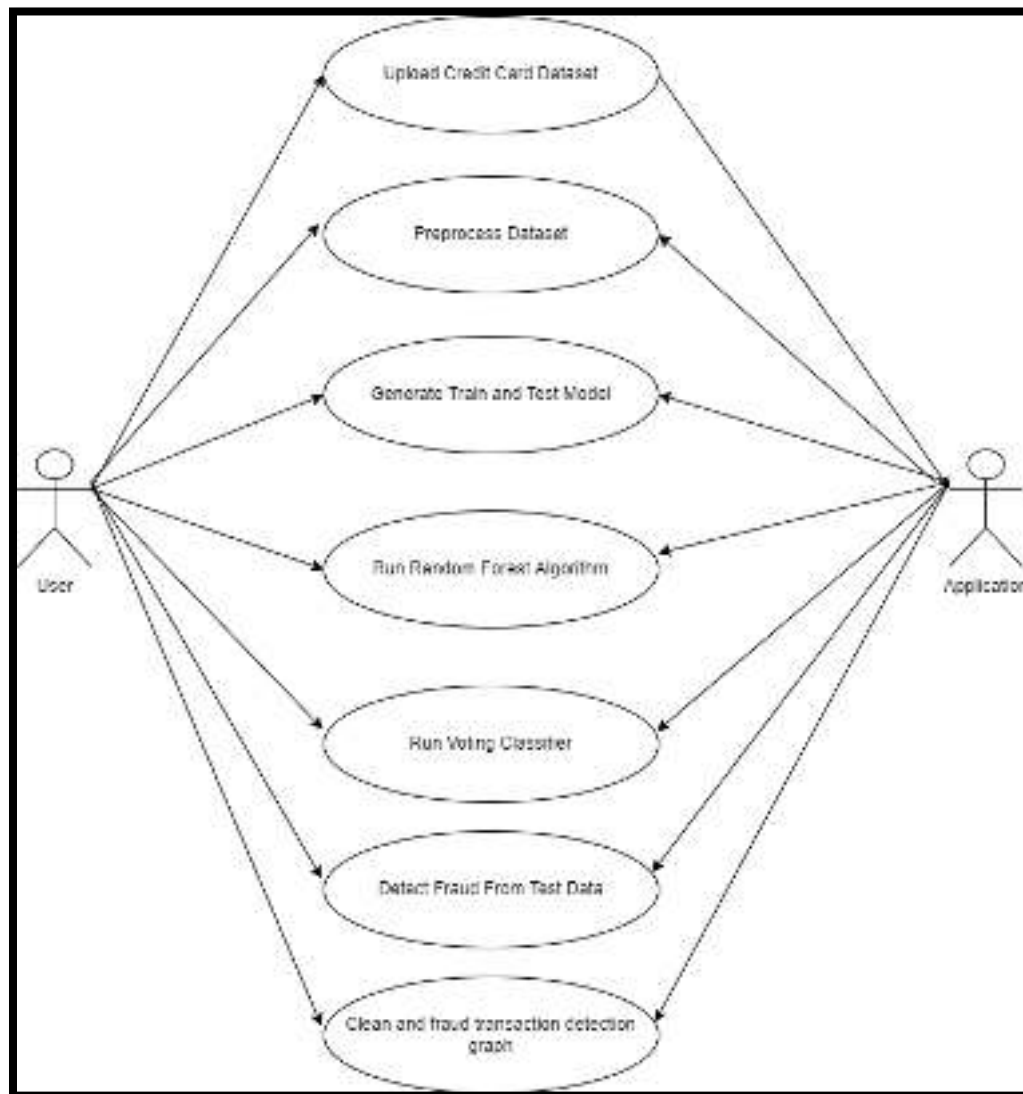 Upload Credit Card Dataset
Preprocess Dataset
Generate Train and Test Model
Run Random Forest Algorithm
User
Application
Run Voting Classifier
Detect Fraud From Test Data
Clean and fraud transaction detection
graph